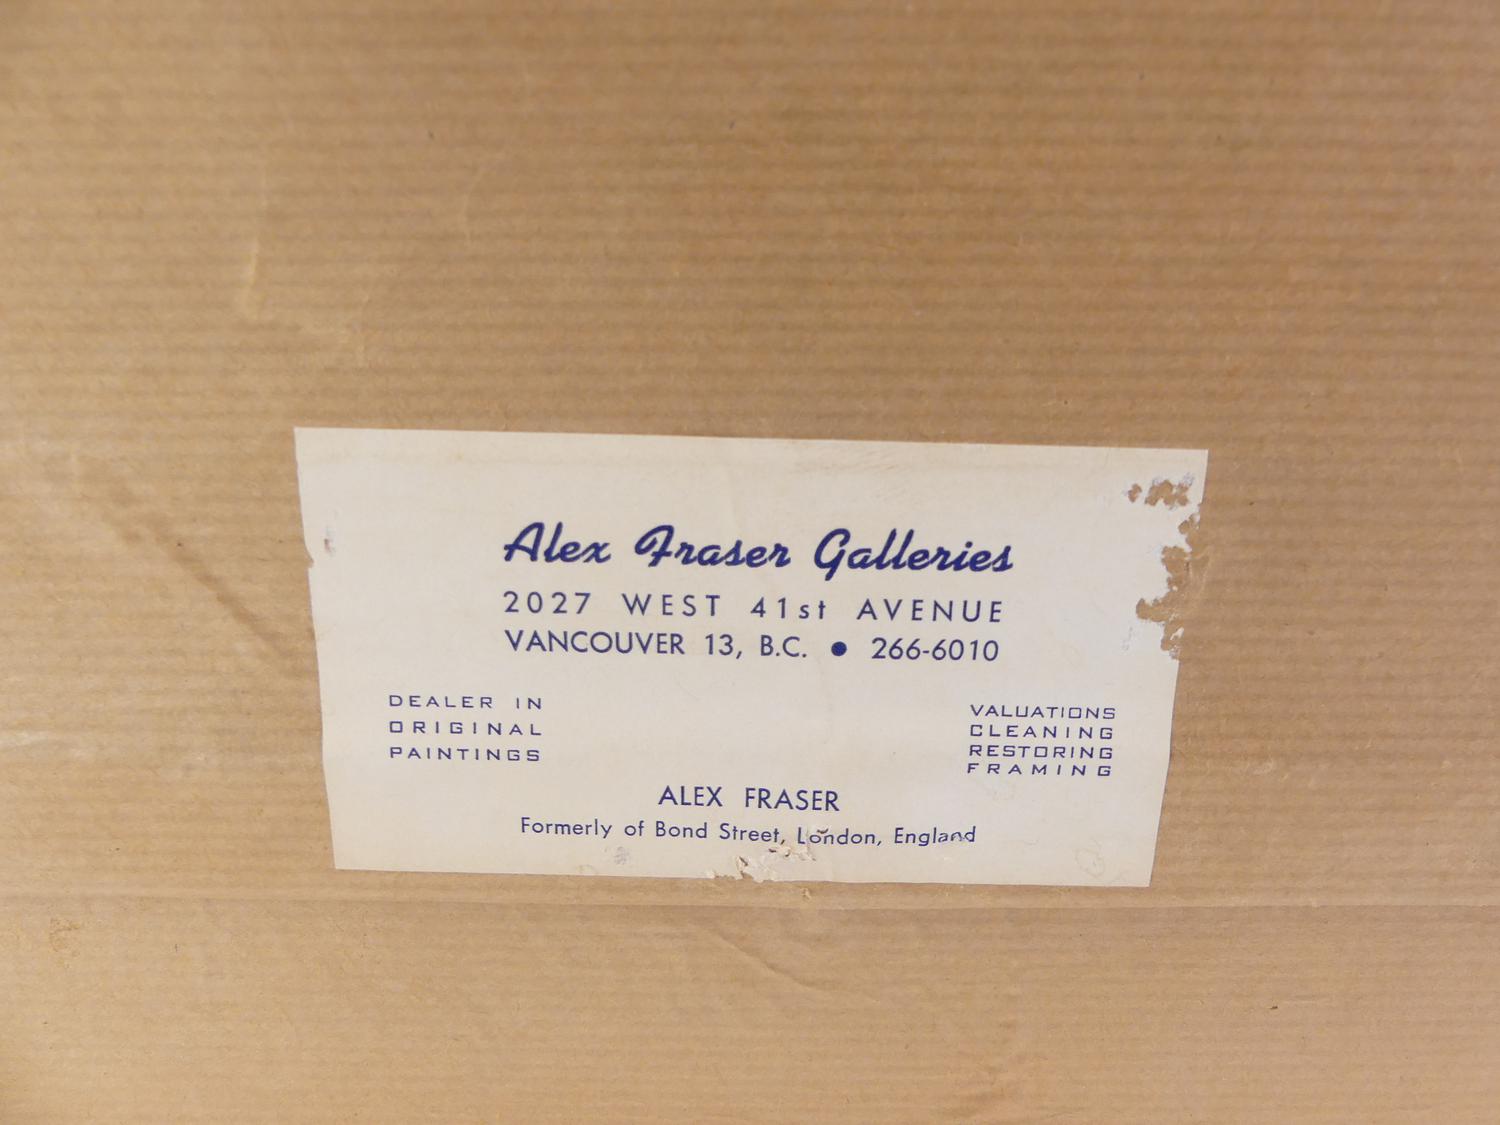 Alex Fraser Galleries
2027 WEST 41st AVENUE
VANCOUVER 13, B.C. • 266-6010
DEALER IN
ORIGINAL
PAINTINGS
VALUATIONS
CLEANING
RESTORING
FRAMING
ALEX FRASER
Formerly of Bond Street, London, England